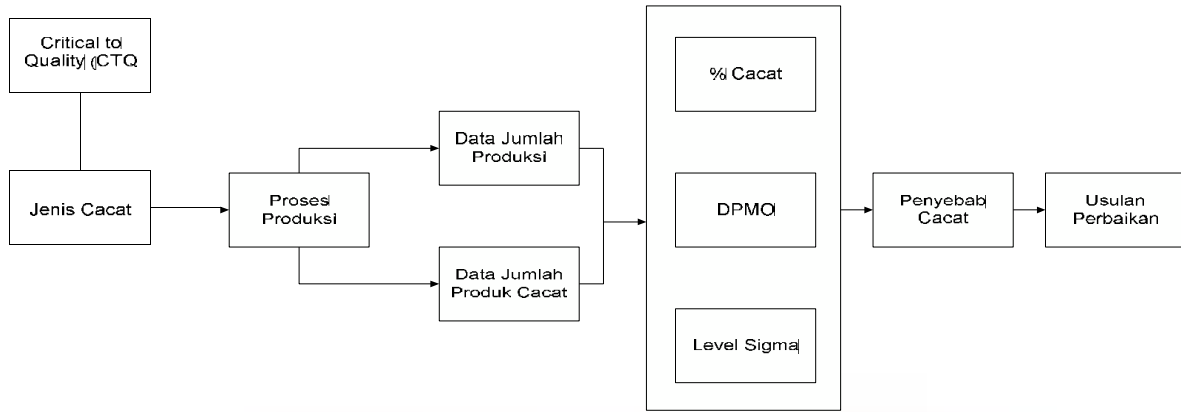 Critical to
Quality (CTQ
Jenis Cacat
Proses
Produksi
Data Jumlah
Produksi
Data Jumlah
Produk Cacat
% Cacat
DPMO
Level Sigma
Penyebab
Cacat
Usulan
Perbaikan